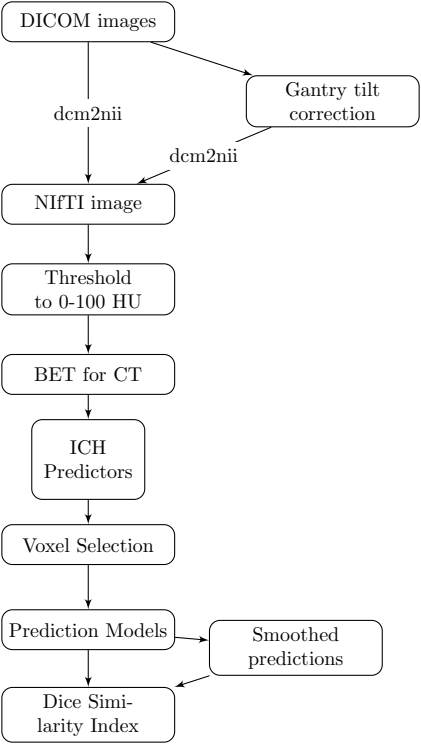 DICOM images
Gantry tilt
correction
dcm2nii
dcm2nii
NIfTI image
Threshold
to 0-100 HU
BET for CT
ICH
Predictors
Voxel Selection
Prediction Models
Smoothed
predictions
Dice Simi-
larity Index